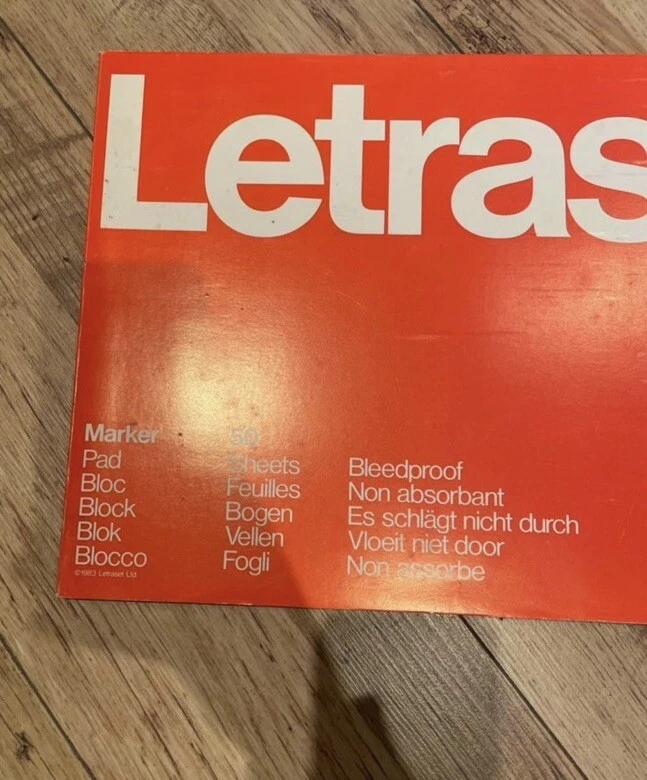 Letras
Marker
Pad
Bloc
Block
Blok
Blocco
©1983 Letraset Ltd
50
Sheets
Feuilles
Bogen
Vellen
Fogli
Bleedproof
Non absorbant
Es schlägt nicht durch
Vloeit niet door
Non assorbe